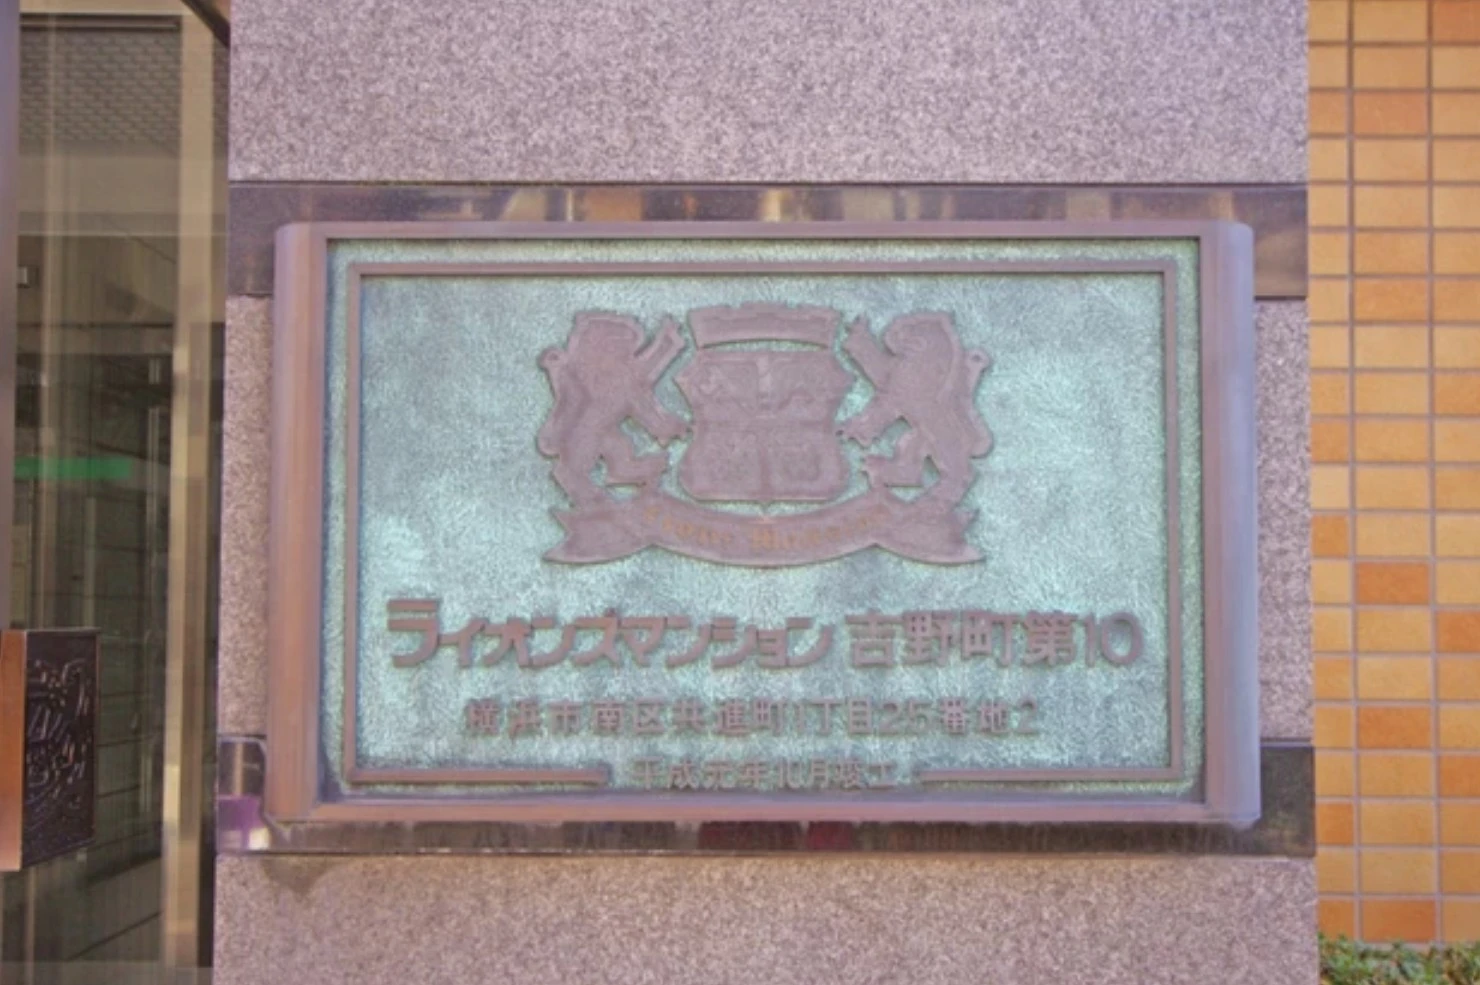 Lions Mansion
ライオンズマンション 吉野町第10
横浜市南区共進町1丁目25番地2
平成元年10月竣工